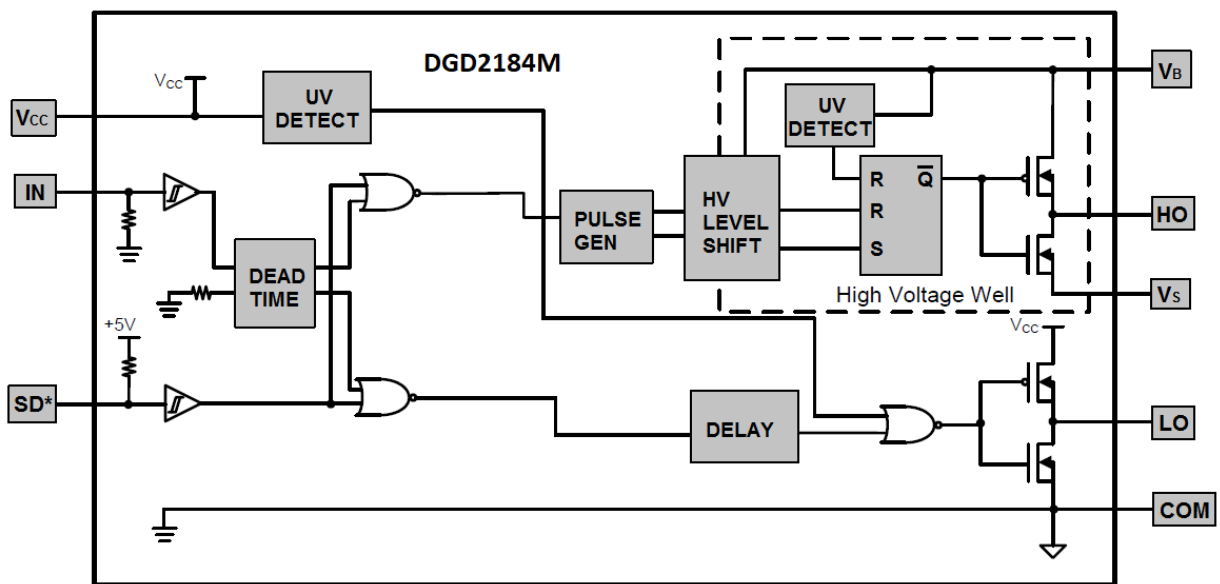 DGD2184M
VCC
VCC
UV
DETECT
VB
UV
DETECT
IN
HV
LEVEL
SHIFT
R
Q
R
S
PULSE
GEN
HO
DEAD
TIME
High Voltage Well
VS
+5V
VCC
SD*
DELAY
LO
COM